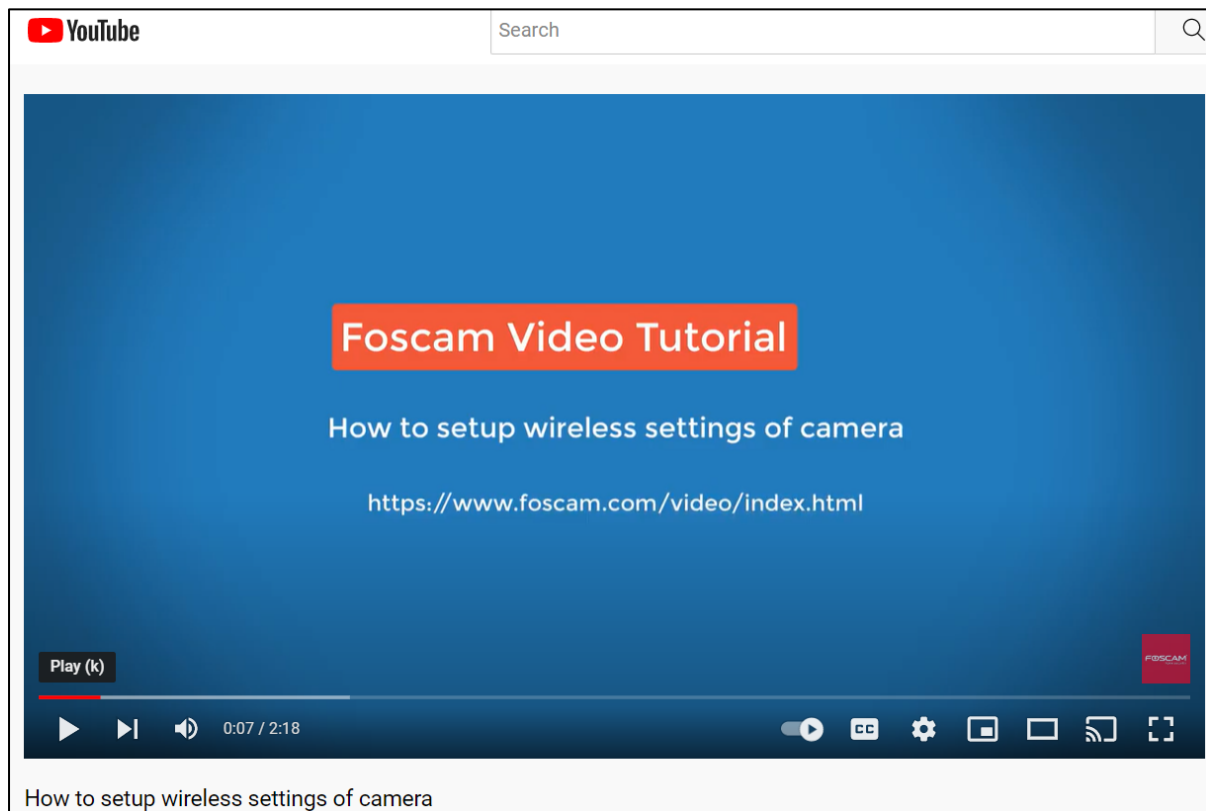 YouTube
Search
Foscam Video Tutorial
How to setup wireless settings of camera
https://www.foscam.com/video/index.html
Play (k)
FOSCAM
0:07 / 2:18
CC
How to setup wireless settings of camera